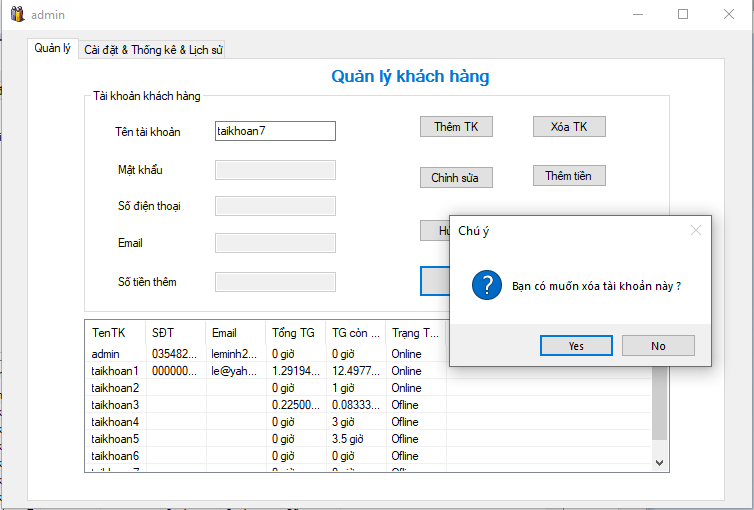 admin
Quản lý Cài đặt & Thống kê & Lịch sử
Quản lý khách hàng
Tài khoản khách hàng
Tên tài khoản taikhoan7 Thêm TK Xóa TK
Mật khẩu
Chỉnh sửa Thêm tiền
Số điện thoại
Email
Số tiền thêm
Chú ý
Bạn có muốn xóa tài khoản này ?
Yes No
TenTK SĐT Email Tổng TG TG còn ... Trạng T...
admin 035482... leminh2... 0 giờ 0 giờ Online
taikhoan1 000000... le@yah... 1.29194... 12.4977... Online
taikhoan2 0 giờ 1 giờ Online
taikhoan3 0.22500... 0.08333... Ofline
taikhoan4 0 giờ 3 giờ Ofline
taikhoan5 0 giờ 3.5 giờ Ofline
taikhoan6 0 giờ 0 giờ Ofline